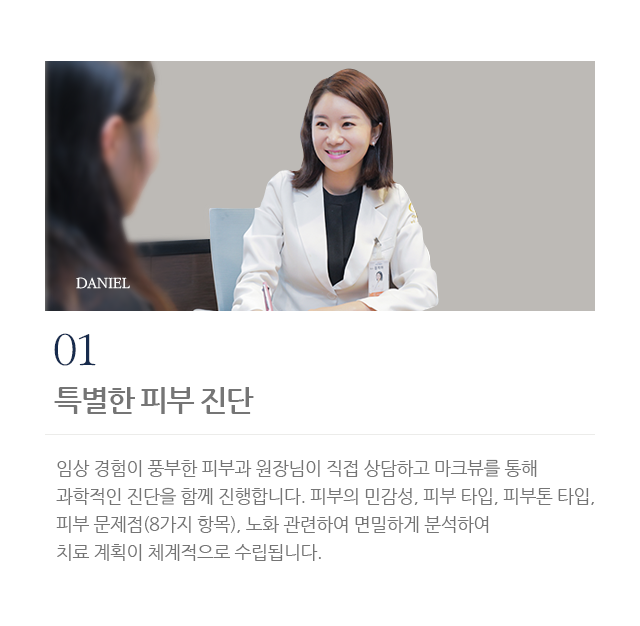 DANIEL
01
특별한 피부 진단
임상 경험이 풍부한 피부과 원장님이 직접 상담하고 마크뷰를 통해
과학적인 진단을 함께 진행합니다. 피부의 민감성, 피부 타입, 피부톤 타입,
피부 문제점(8가지 항목), 노화 관련하여 면밀하게 분석하여
치료 계획이 체계적으로 수립됩니다.